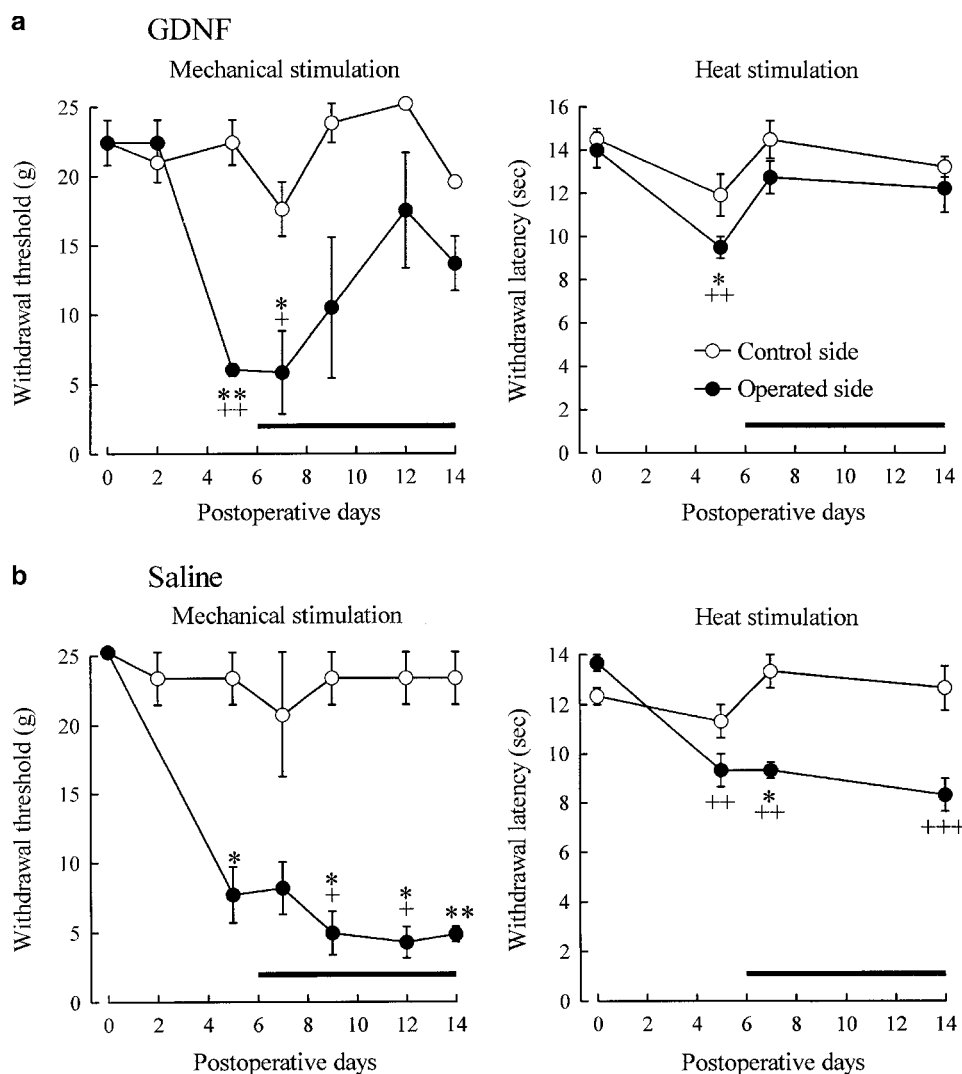 a
GDNF
Mechanical stimulation
Heat stimulation
Withdrawal threshold (g)
25
20
15
10
5
0
**
++
*
+
0 2 4 6 8 10 12 14
Postoperative days
Withdrawal latency (sec)
16
14
12
10
8
6
4
2
0
*
++
Control side
Operated side
0 2 4 6 8 10 12 14
Postoperative days
b
Saline
Mechanical stimulation
Heat stimulation
Withdrawal threshold (g)
25
20
15
10
5
0
*
*
+
*
+
**
0 2 4 6 8 10 12 14
Postoperative days
Withdrawal latency (sec)
14
12
10
8
6
4
2
0
++
*
++
+++
0 2 4 6 8 10 12 14
Postoperative days